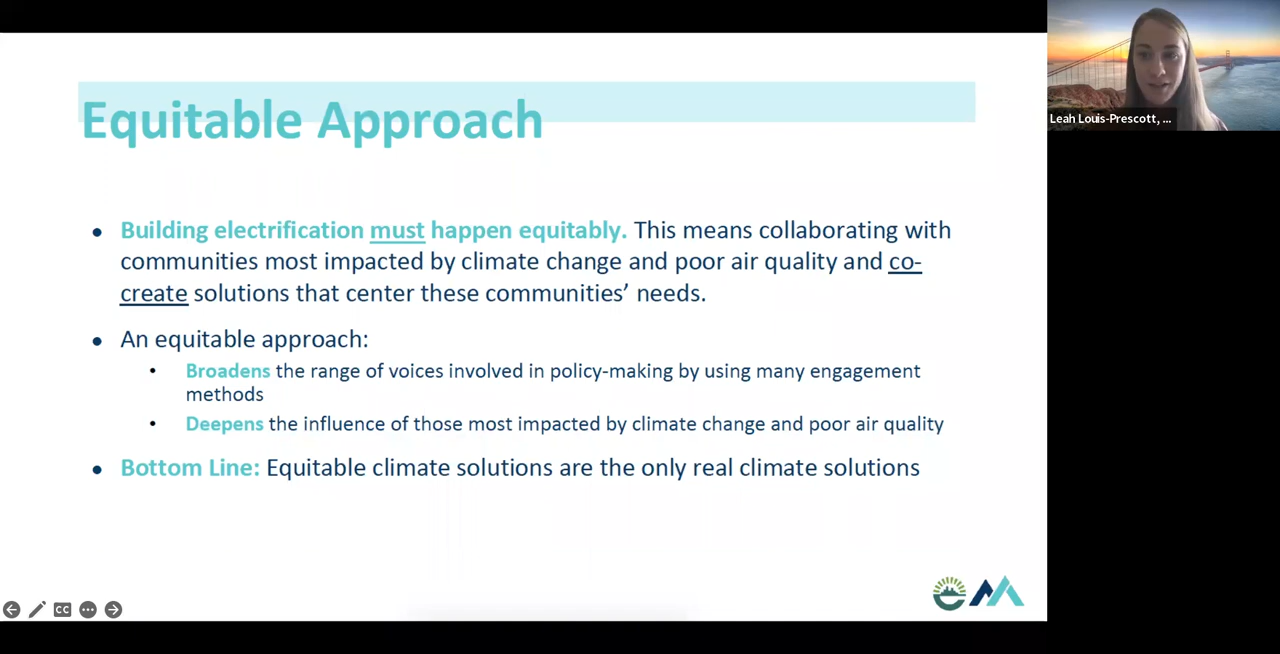 Equitable Approach
• Building electrification must happen equitably. This means collaborating with
communities most impacted by climate change and poor air quality and co-
create solutions that center these communities’ needs.
• An equitable approach:
• Broadens the range of voices involved in policy-making by using many engagement
methods
• Deepens the influence of those most impacted by climate change and poor air quality
• Bottom Line: Equitable climate solutions are the only real climate solutions
Leah Louis-Prescott, ...
CC